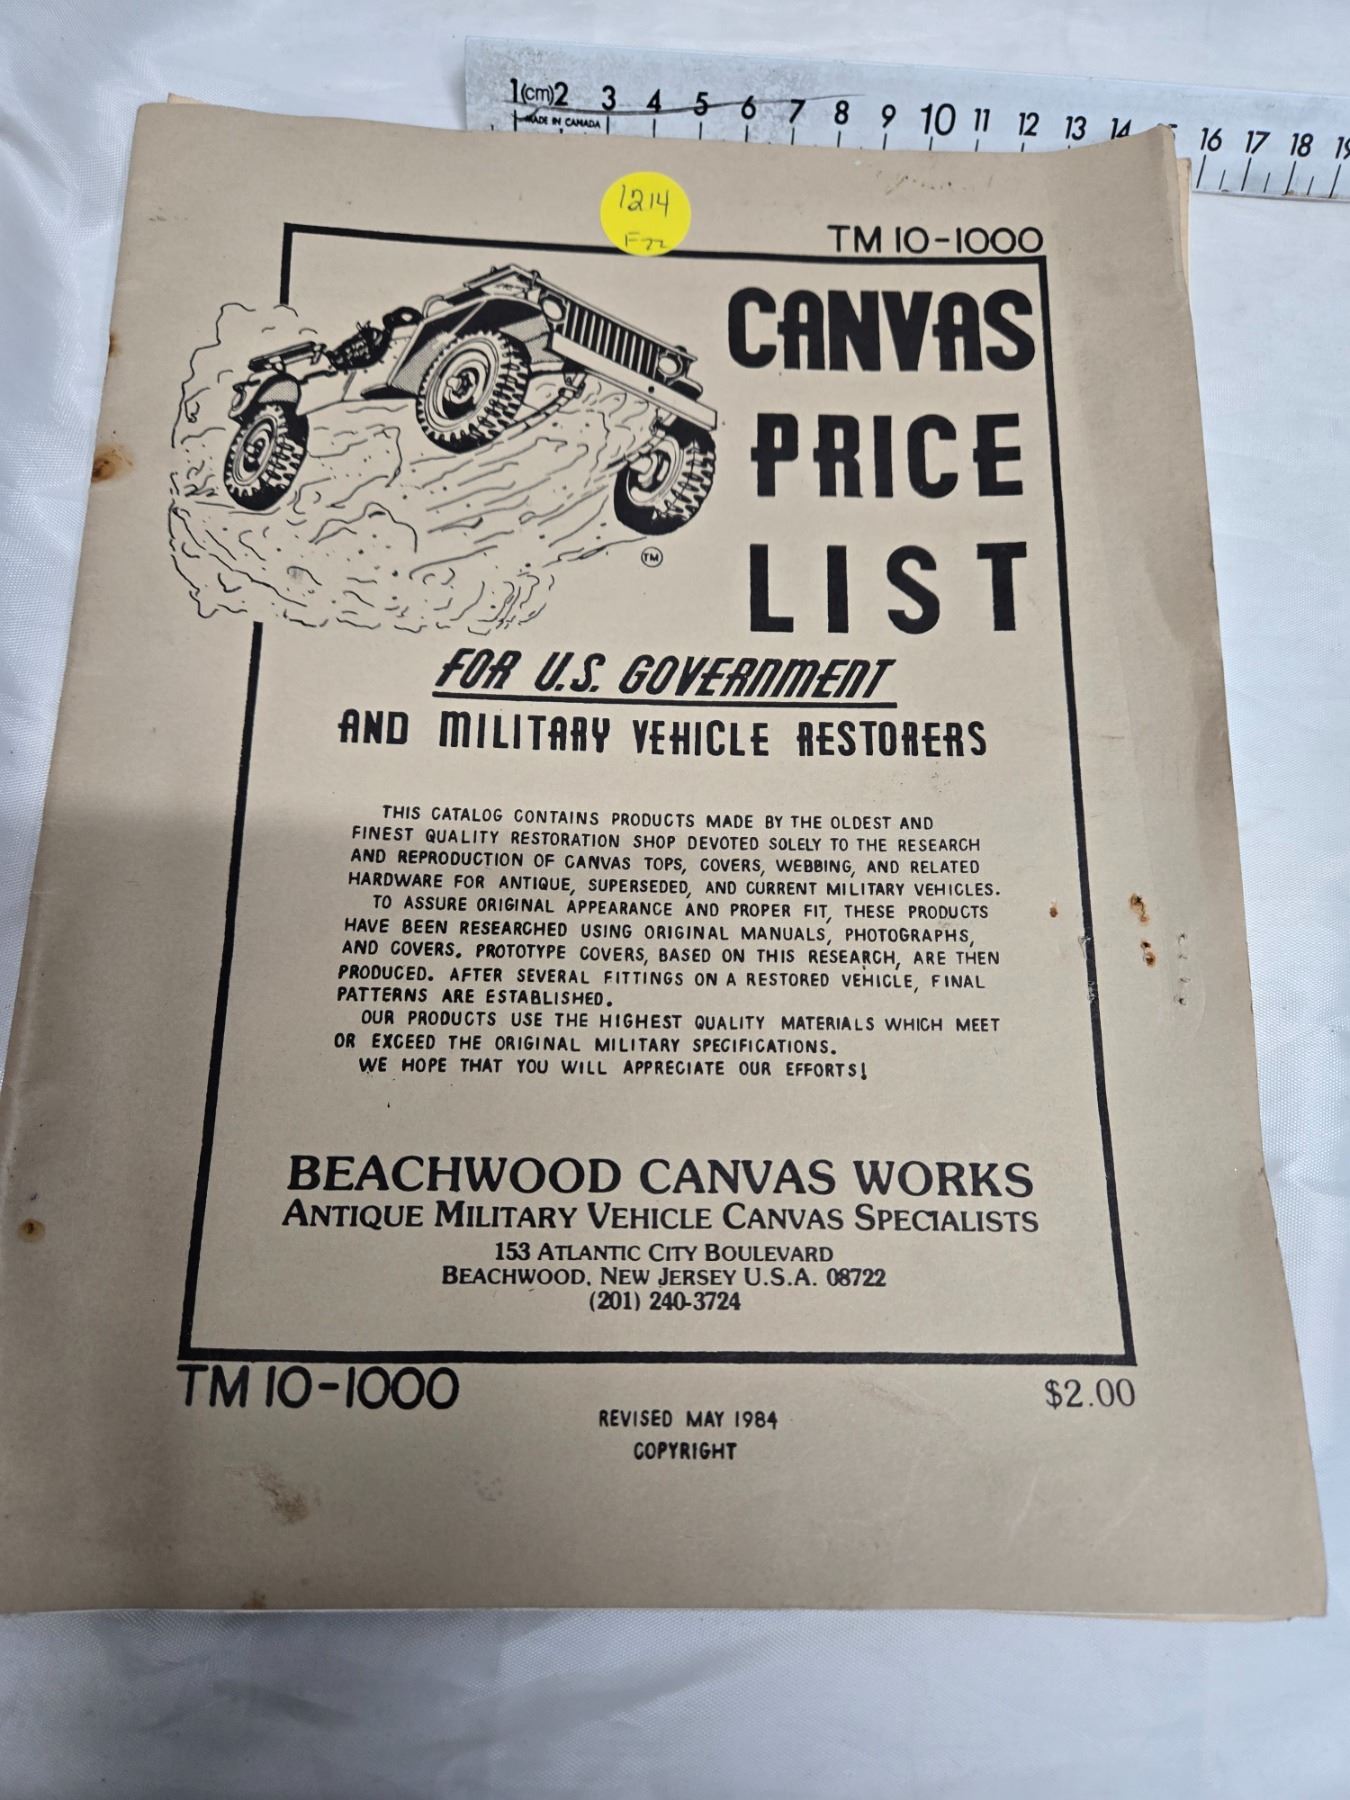 1(cm)2 3 4 5 6 7 8 9 10 11 12 13 14 16 17 18 19
MADE IN CANADA
1214
F22
TM 10-1000
CANVAS
PRICE
LIST
TM
FOR U.S. GOVERNMENT
AND MILITARY VEHICLE RESTORERS
THIS CATALOG CONTAINS PRODUCTS MADE BY THE OLDEST AND
FINEST QUALITY RESTORATION SHOP DEVOTED SOLELY TO THE RESEARCH
AND REPRODUCTION OF CANVAS TOPS, COVERS, WEBBING, AND RELATED
HARDWARE FOR ANTIQUE, SUPERSEDED, AND CURRENT MILITARY VEHICLES.
TO ASSURE ORIGINAL APPEARANCE AND PROPER FIT, THESE PRODUCTS
HAVE BEEN RESEARCHED USING ORIGINAL MANUALS, PHOTOGRAPHS,
AND COVERS. PROTOTYPE COVERS, BASED ON THIS RESEARCH, ARE THEN
PRODUCED. AFTER SEVERAL FITTINGS ON A RESTORED VEHICLE, FINAL
PATTERNS ARE ESTABLISHED.
OUR PRODUCTS USE THE HIGHEST QUALITY MATERIALS WHICH MEET
OR EXCEED THE ORIGINAL MILITARY SPECIFICATIONS.
WE HOPE THAT YOU WILL APPRECIATE OUR EFFORTS!
BEACHWOOD CANVAS WORKS
ANTIQUE MILITARY VEHICLE CANVAS SPECIALISTS
153 ATLANTIC CITY BOULEVARD
BEACHWOOD, NEW JERSEY U.S.A. 08722
(201) 240-3724
TM 10-1000
$2.00
REVISED MAY 1984
COPYRIGHT